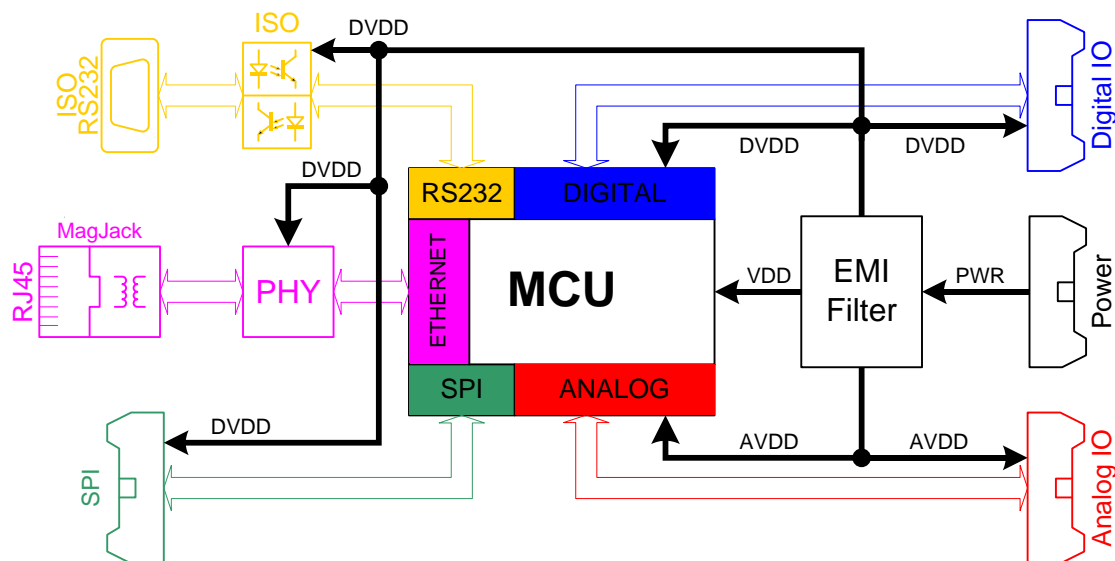 ISO
DVDD
ISO
RS232
Digital IO
DVDD
DVDD
DVDD
RS232
DIGITAL
MagJack
RJ45
PHY
ETHERNET
MCU
VDD
EMI
Filter
PWR
Power
SPI
ANALOG
DVDD
AVDD
AVDD
SPI
Analog IO